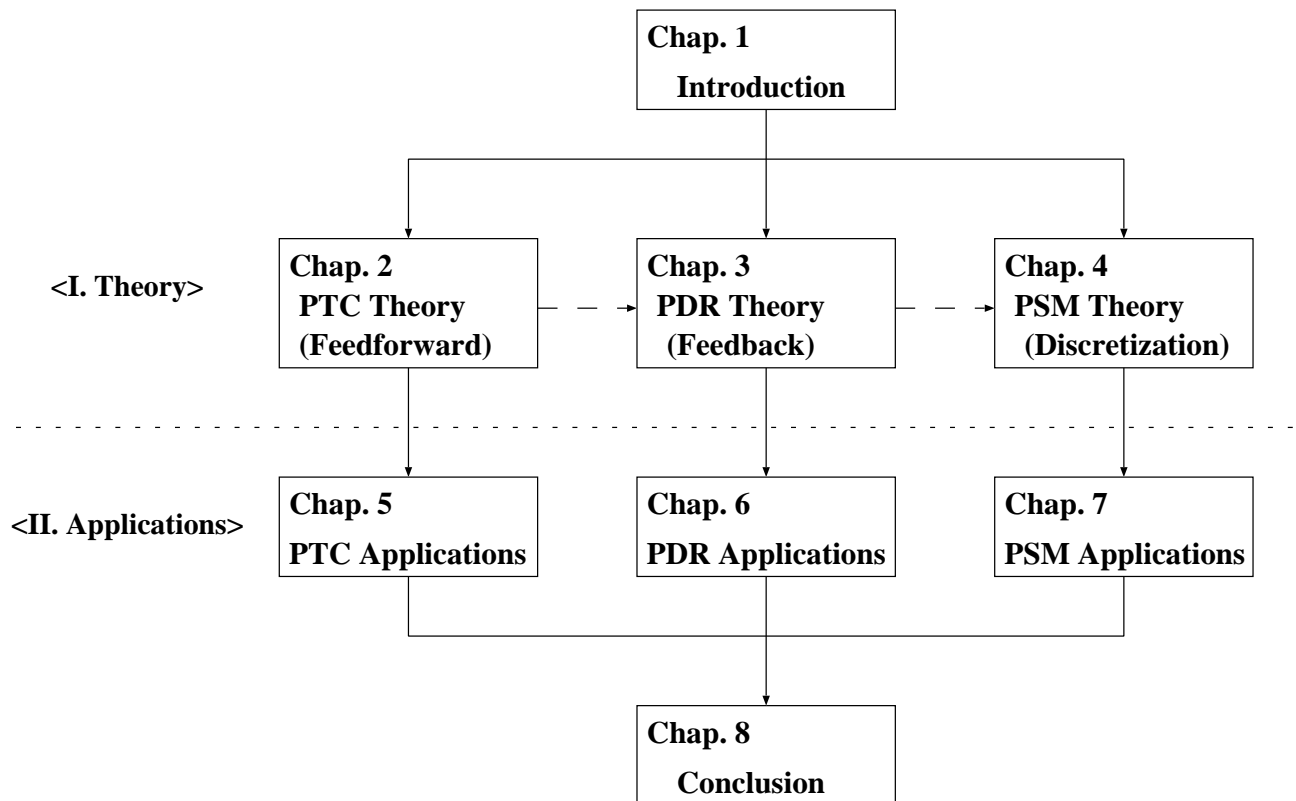 Chap. 1
Introduction
<I. Theory>
Chap. 2
PTC Theory
(Feedforward)
Chap. 3
PDR Theory
(Feedback)
Chap. 4
PSM Theory
(Discretization)
<II. Applications>
Chap. 5
PTC Applications
Chap. 6
PDR Applications
Chap. 7
PSM Applications
Chap. 8
Conclusion